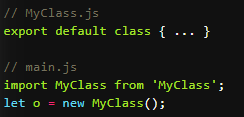 // MyClass.js
export default class { ... }
// main.js
import MyClass from 'MyClass';
let o = new MyClass();